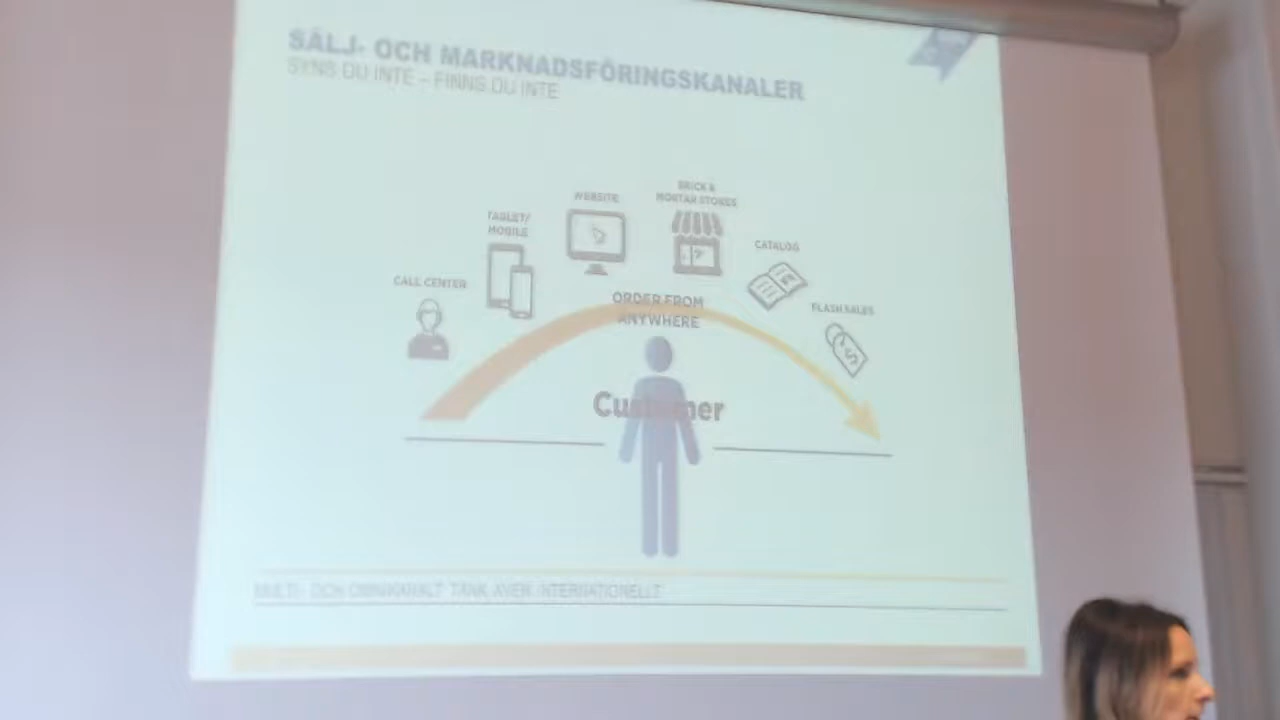 SÄLJ- OCH MARKNADSFÖRINGSKANALER
SYNS DU INTE – FINNS DU INTE
CALL CENTER
TABLET/
MOBILE
WEBSITE
BRICK &
MORTAR STORES
CATALOG
FLASH SALES
ORDER FROM
ANYWHERE
Customer
MULTI- OCH TÄNK ÄVEN INTERNATIONELLT